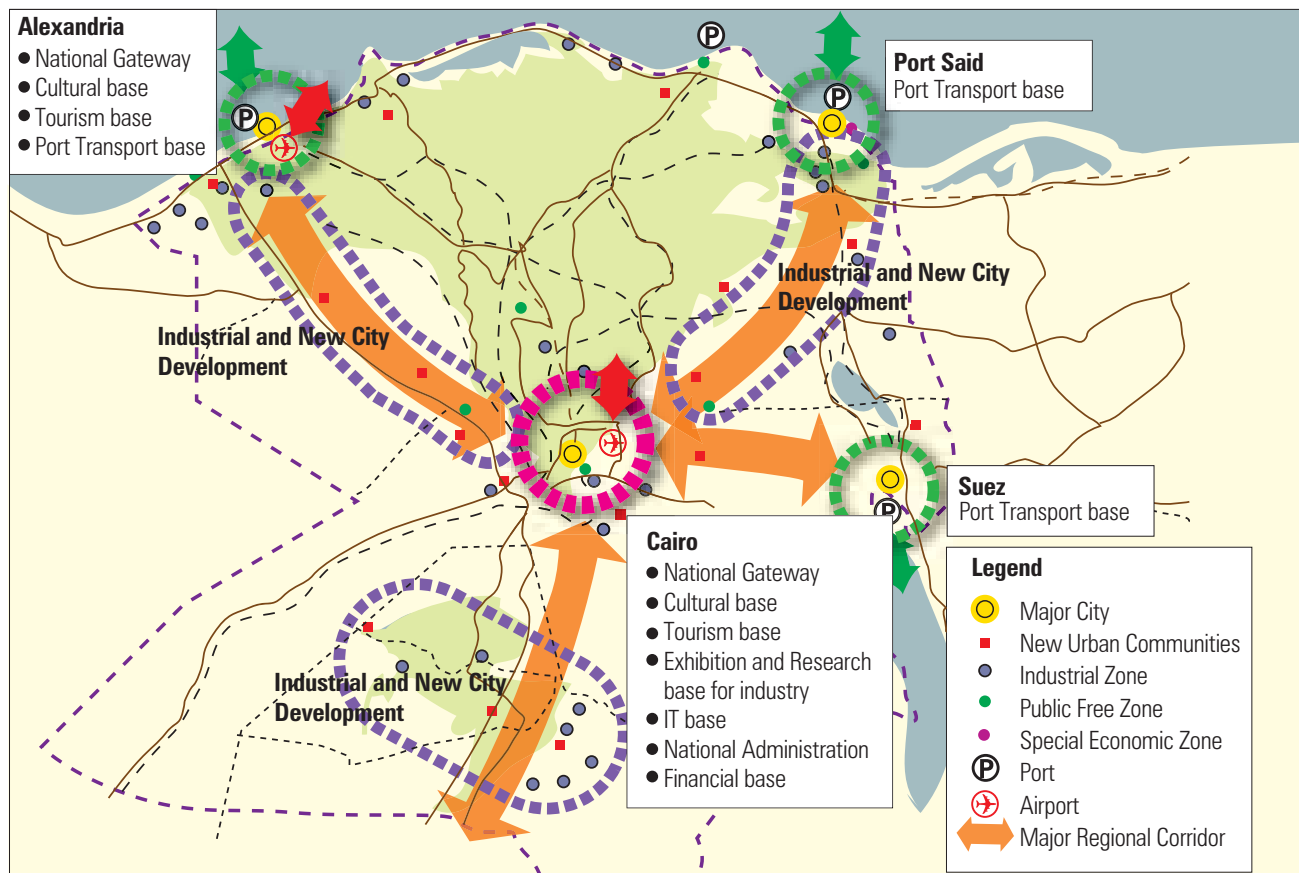 Alexandria
● National Gateway
● Cultural base
● Tourism base
● Port Transport base
P
P
P
Port Said
Port Transport base
Industrial and New City
Development
Industrial and New City
Development
P
Suez
Port Transport base
Cairo
● National Gateway
● Cultural base
● Tourism base
● Exhibition and Research
base for industry
● IT base
● National Administration
● Financial base
Industrial and New City
Development
Legend
Major City
New Urban Communities
Industrial Zone
Public Free Zone
Special Economic Zone
P Port
Airport
Major Regional Corridor